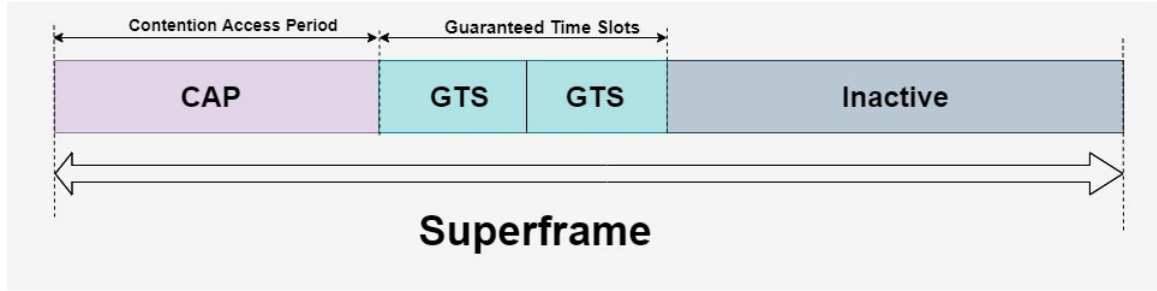 Contention Access Period
Guaranteed Time Slots
CAP
GTS
GTS
Inactive
Superframe